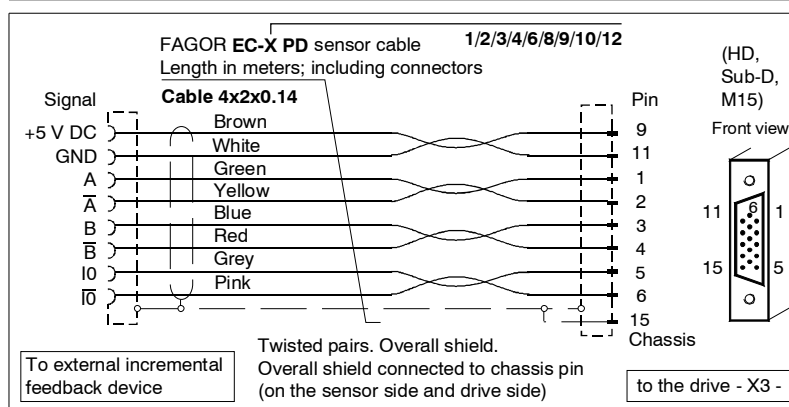 FAGOR EC-X PD sensor cable 1/2/3/4/6/8/9/10/12
Length in meters; including connectors
Cable 4x2x0.14
(HD,
Sub-D,
M15)
Front view
Signal Pin
+5 V DC Brown 9
GND White 11
A Green 1
A̅ Yellow 2
B Blue 3
B̅ Red 4
I0 Grey 5
I̅0̅ Pink 6
15
Chassis
11 6 1
15 5
To external incremental
feedback device
Twisted pairs. Overall shield.
Overall shield connected to chassis pin
(on the sensor side and drive side)
to the drive - X3 -